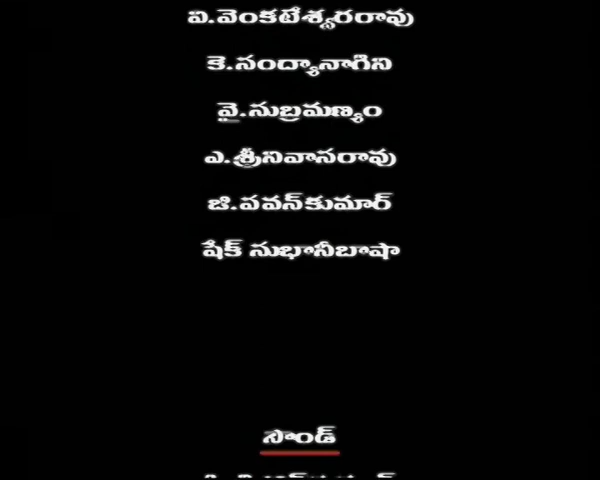 వి.వెంకటేశ్వరరావు
కె.సంధ్యానాగిని
వై.సుబ్రమణ్యం
ఎ.శ్రీనివాసరావు
జి.పవన్‌కుమార్
షేక్ సుభానీబాషా
సౌండ్